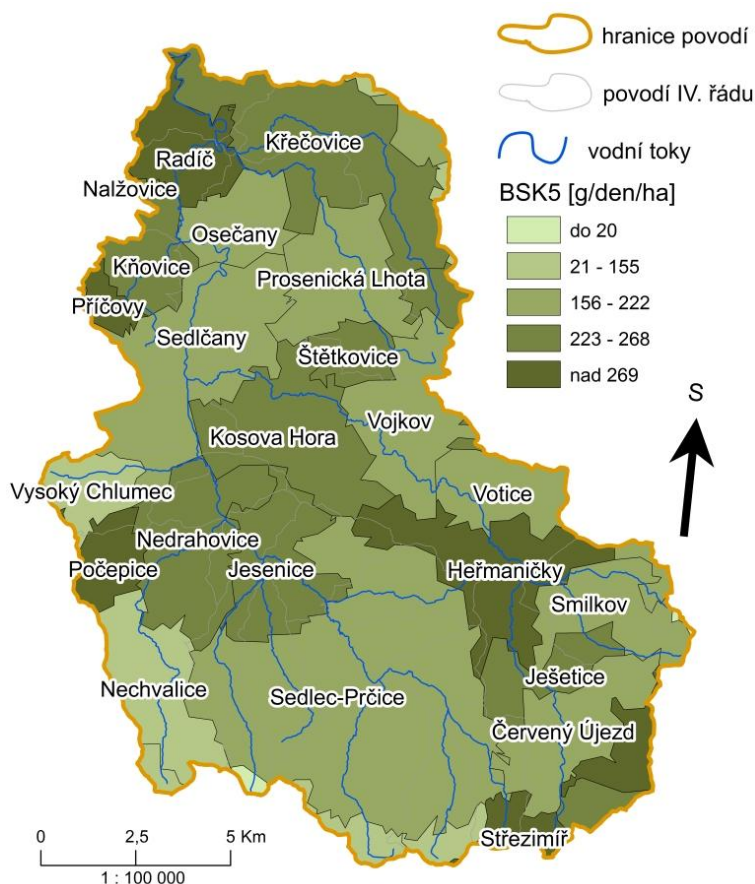 hranice povodí
povodí IV. řádu
vodní toky
BSK5 [g/den/ha]
do 20
21 - 155
156 - 222
223 - 268
nad 269
S
Křečovice
Radíč
Nalžovice
Osečany
Kňovice
Prosenická Lhota
Příčovy
Sedlčany
Štětkovice
Vojkov
Kosova Hora
Vysoký Chlumec
Votice
Nedrahovice
Počepice
Jesenice
Heřmaničky
Smilkov
Ješetice
Nechvalice
Sedlec-Prčice
Červený Újezd
Střezimíř
0 2,5 5 Km
1 : 100 000